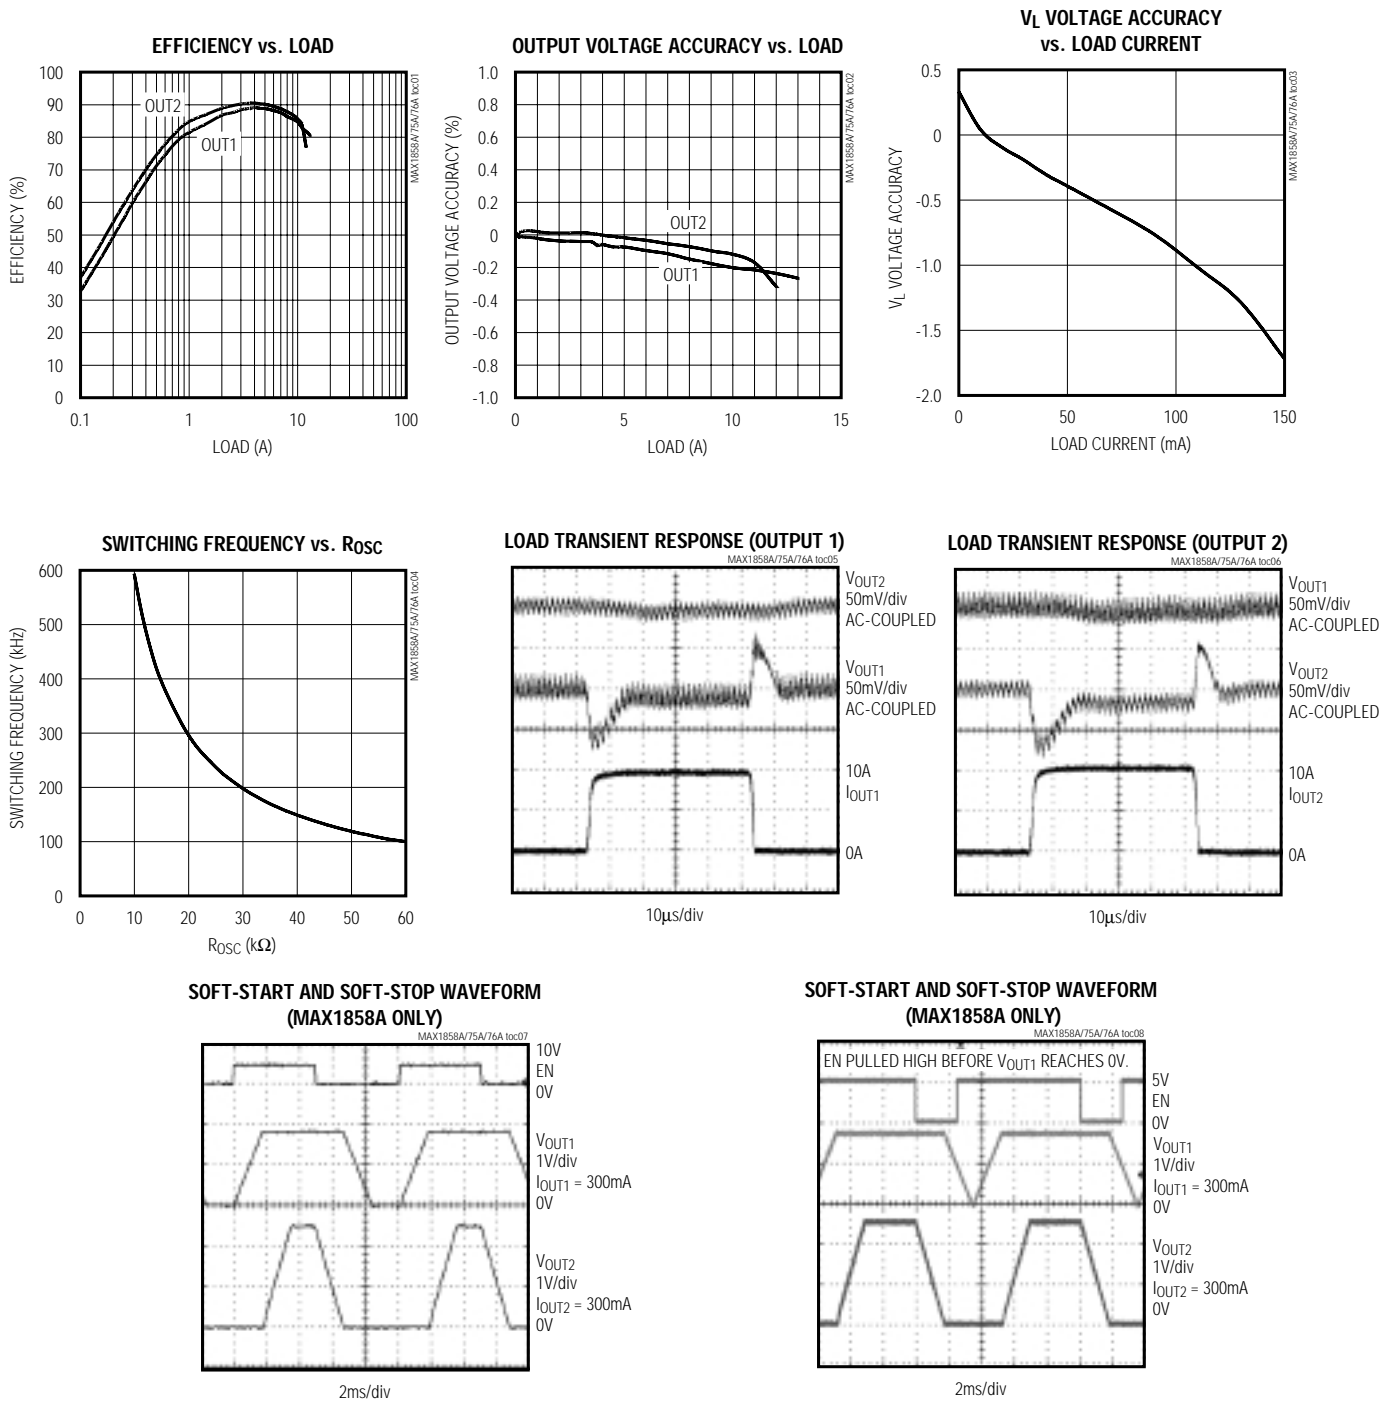 EFFICIENCY vs. LOAD
100
90
80
70
60
50
40
30
20
10
0
0.1
1
10
100
EFFICIENCY (%)
LOAD (A)
OUT2
OUT1
MAX1858A/75A/76A toc01
OUTPUT VOLTAGE ACCURACY vs. LOAD
1.0
0.8
0.6
0.4
0.2
0
-0.2
-0.4
-0.6
-0.8
-1.0
0
5
10
15
OUTPUT VOLTAGE ACCURACY (%)
LOAD (A)
OUT2
OUT1
MAX1858A/75A/76A toc02
VL VOLTAGE ACCURACY
vs. LOAD CURRENT
0.5
0
-0.5
-1.0
-1.5
-2.0
0
50
100
150
VL VOLTAGE ACCURACY
LOAD CURRENT (mA)
MAX1858A/75A/76A toc03
SWITCHING FREQUENCY vs. ROSC
600
500
400
300
200
100
0
0
10
20
30
40
50
60
SWITCHING FREQUENCY (kHz)
ROSC (kΩ)
MAX1858A/75A/76A toc04
LOAD TRANSIENT RESPONSE (OUTPUT 1)
MAX1858A/75A/76A toc05
VOUT2
50mV/div
AC-COUPLED
VOUT1
50mV/div
AC-COUPLED
10A
IOUT1
0A
10µs/div
LOAD TRANSIENT RESPONSE (OUTPUT 2)
MAX1858A/75A/76A toc06
VOUT1
50mV/div
AC-COUPLED
VOUT2
50mV/div
AC-COUPLED
10A
IOUT2
0A
10µs/div
SOFT-START AND SOFT-STOP WAVEFORM
(MAX1858A ONLY)
MAX1858A/75A/76A toc07
10V
EN
0V
VOUT1
1V/div
IOUT1 = 300mA
0V
VOUT2
1V/div
IOUT2 = 300mA
0V
2ms/div
SOFT-START AND SOFT-STOP WAVEFORM
(MAX1858A ONLY)
MAX1858A/75A/76A toc08
EN PULLED HIGH BEFORE VOUT1 REACHES 0V.
5V
EN
0V
VOUT1
1V/div
IOUT1 = 300mA
0V
VOUT2
1V/div
IOUT2 = 300mA
0V
2ms/div